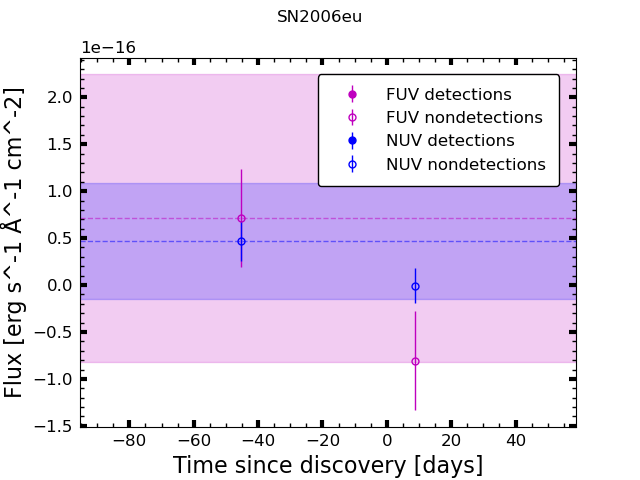 SN2006eu
1e−16
FUV detections
FUV nondetections
NUV detections
NUV nondetections
2.0
1.5
1.0
0.5
0.0
−0.5
−1.0
−1.5
Flux [erg s^-1 Å^-1 cm^-2]
−80 −60 −40 −20 0 20 40
Time since discovery [days]